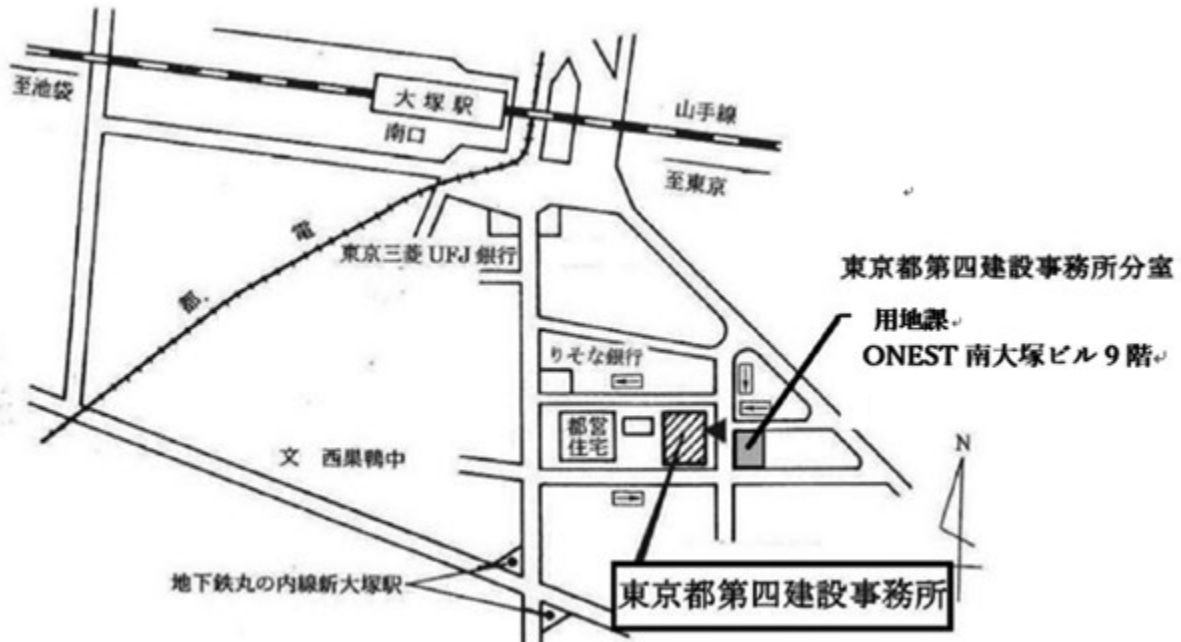 大塚駅
南口
至池袋
山手線
至東京
都電
東京三菱UFJ銀行
東京都第四建設事務所分室
用地課
ONEST 南大塚ビル 9階
りそな銀行
都営
住宅
文 西巣鴨中
N
地下鉄丸の内線新大塚駅
東京都第四建設事務所